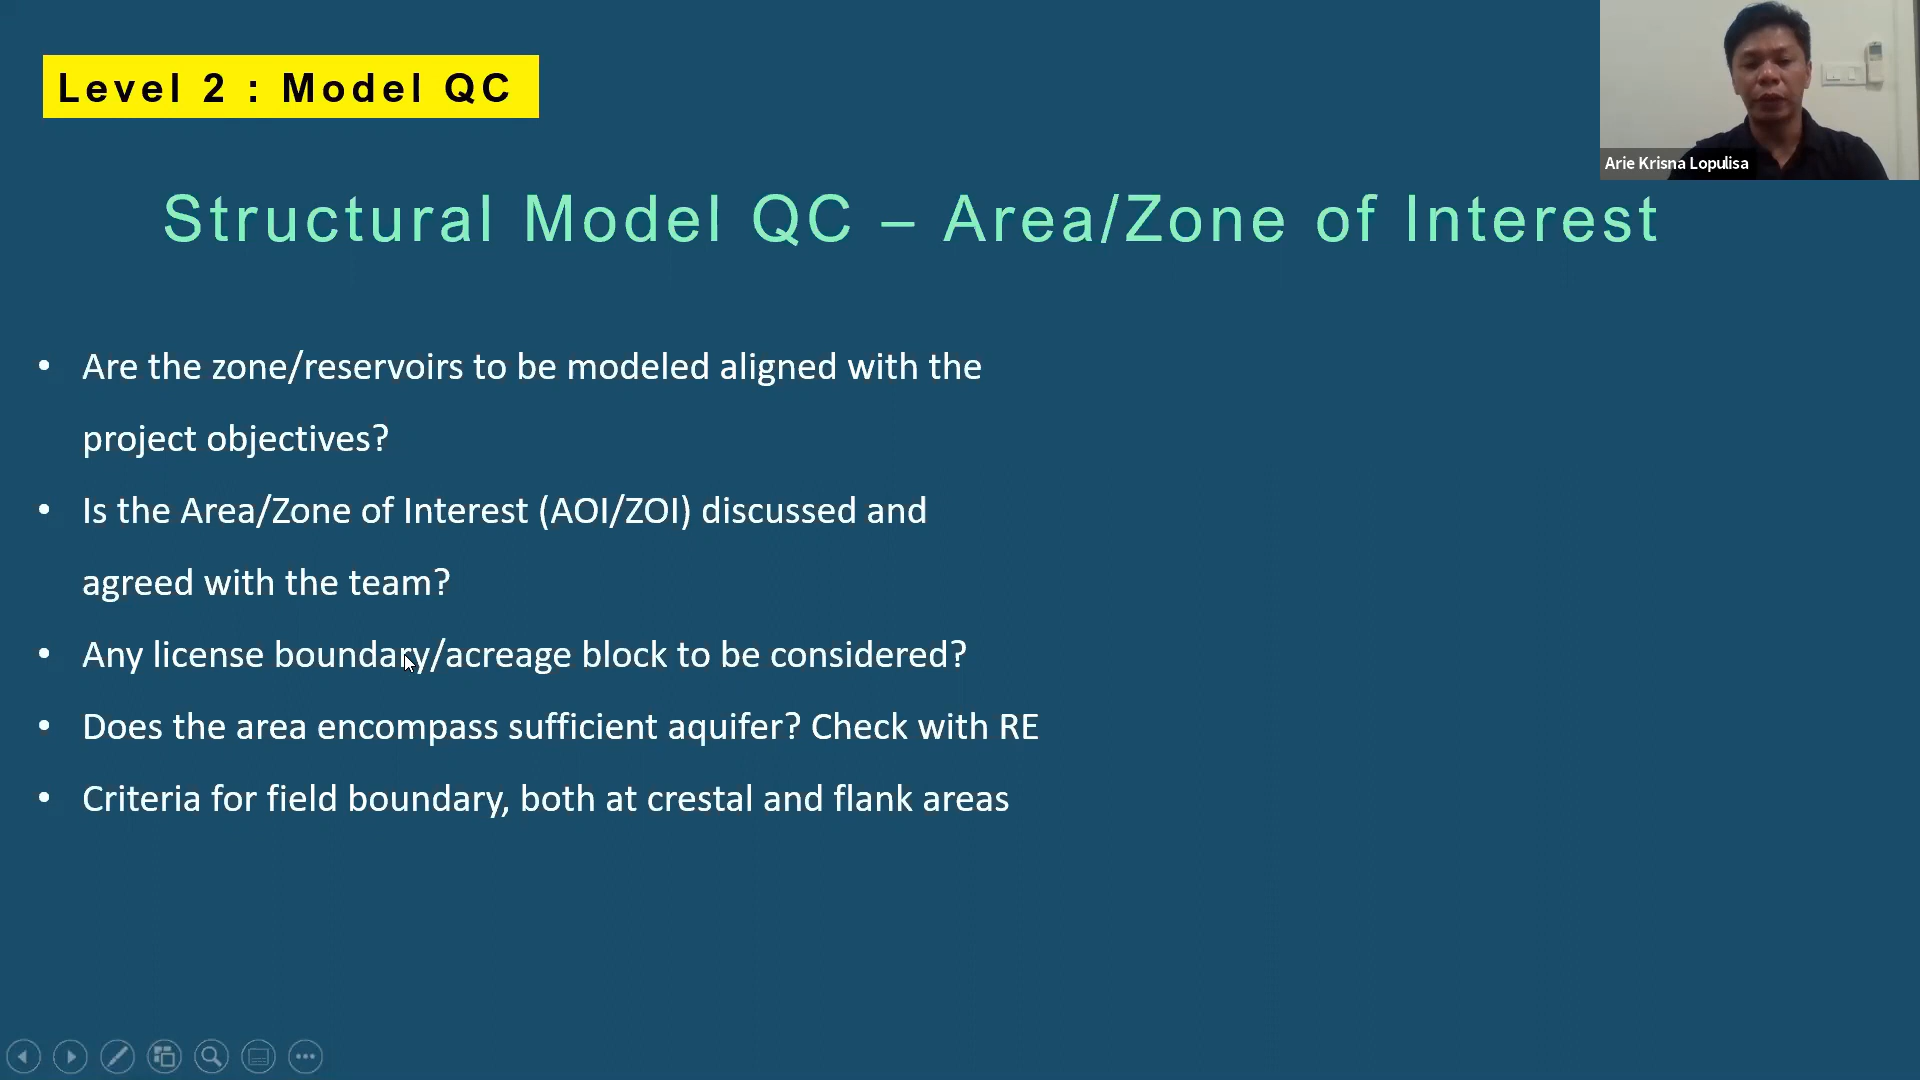 Level 2 : Model QC
Arie Krisna Lopulisa
Structural Model QC – Area/Zone of Interest
• Are the zone/reservoirs to be modeled aligned with the
project objectives?
• Is the Area/Zone of Interest (AOI/ZOI) discussed and
agreed with the team?
• Any license boundary/acreage block to be considered?
• Does the area encompass sufficient aquifer? Check with RE
• Criteria for field boundary, both at crestal and flank areas